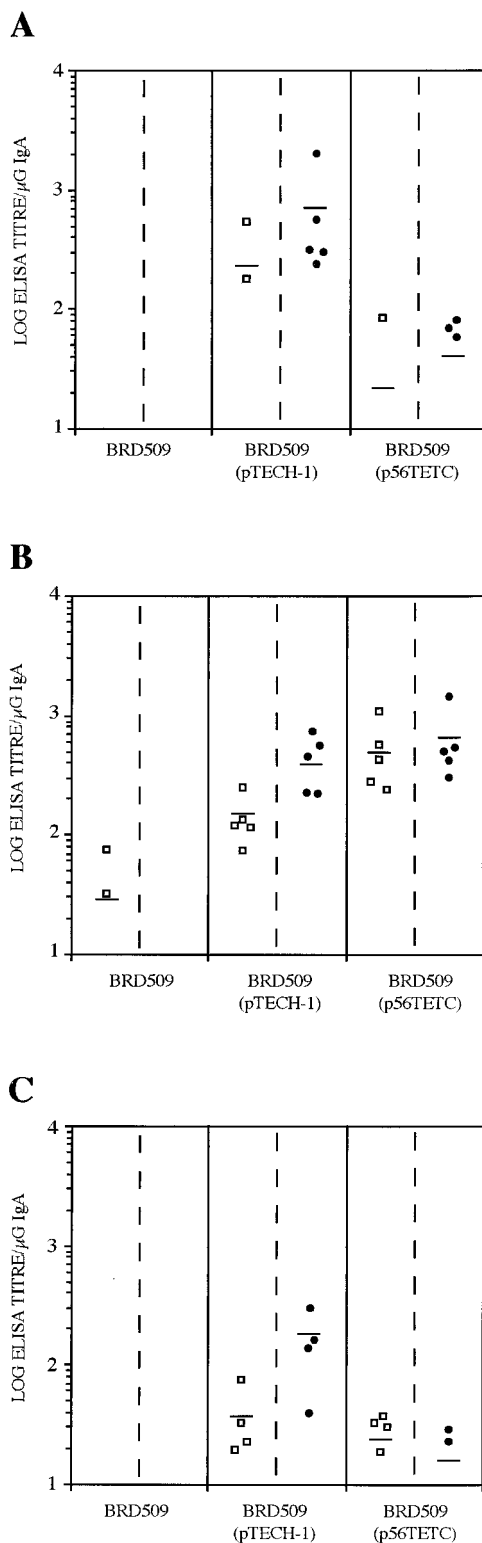 A
LOG ELISA TITRE/µG IgA
4
3
2
1
BRD509
BRD509
(pTECH-1)
BRD509
(p56TETC)
B
LOG ELISA TITRE/µG IgA
4
3
2
1
BRD509
BRD509
(pTECH-1)
BRD509
(p56TETC)
C
LOG ELISA TITRE/µG IgA
4
3
2
1
BRD509
BRD509
(pTECH-1)
BRD509
(p56TETC)